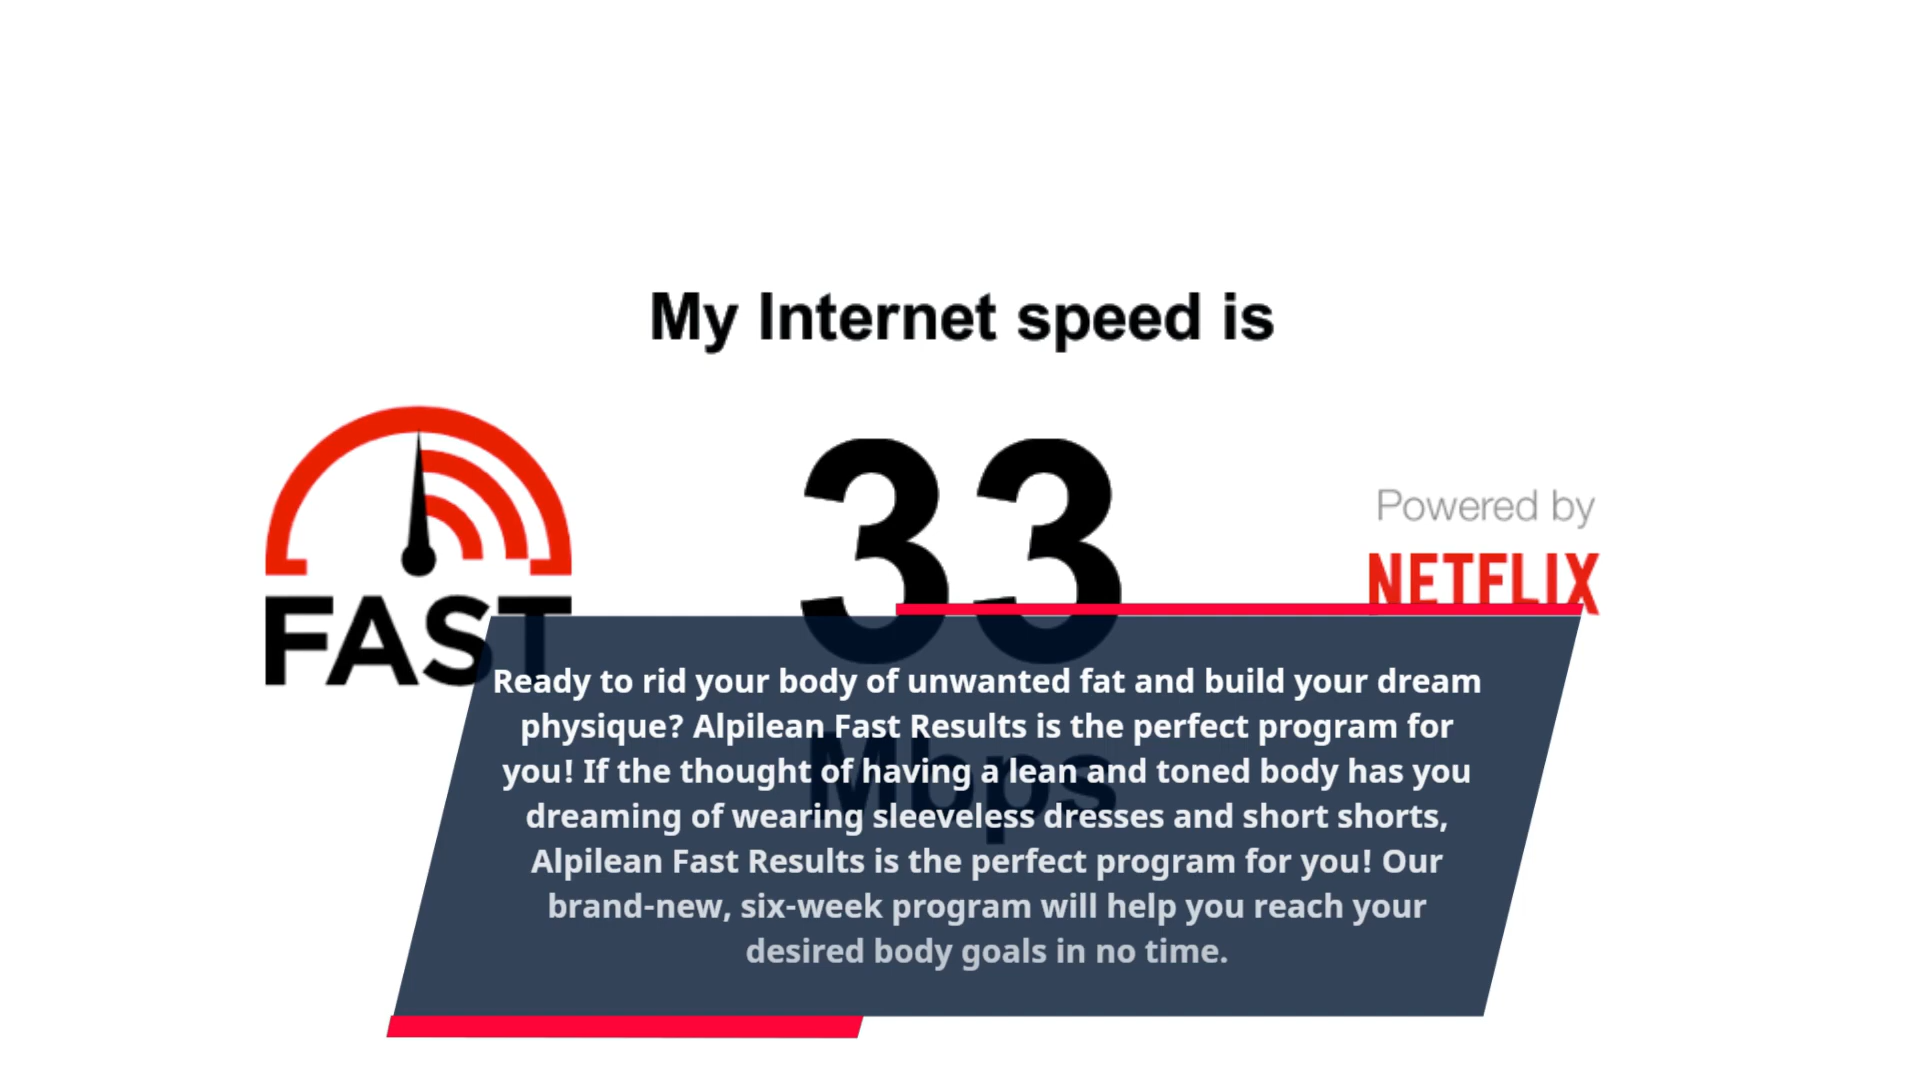 My Internet speed is
33
Powered by
NETFLIX
FAST
Mbps
Ready to rid your body of unwanted fat and build your dream
physique? Alpilean Fast Results is the perfect program for
you! If the thought of having a lean and toned body has you
dreaming of wearing sleeveless dresses and short shorts,
Alpilean Fast Results is the perfect program for you! Our
brand-new, six-week program will help you reach your
desired body goals in no time.